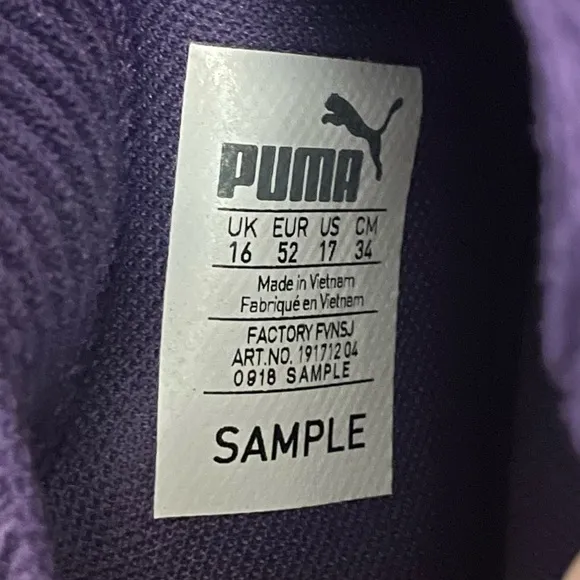 PUMA
UK EUR US CM
16 52 17 34
Made in Vietnam
Fabriqué en Vietnam
FACTORY FVNSJ
ART.NO. 191712 04
0918 SAMPLE
SAMPLE